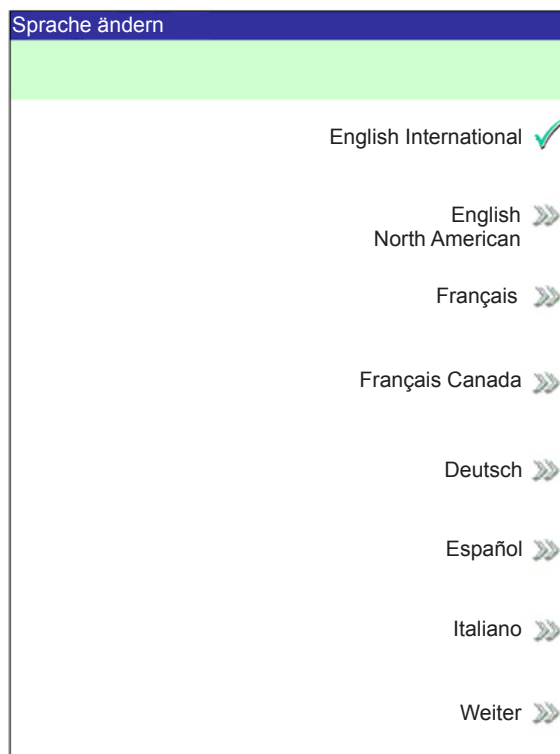 Sprache ändern
English International
English
North American
Français
Français Canada
Deutsch
Español
Italiano
Weiter